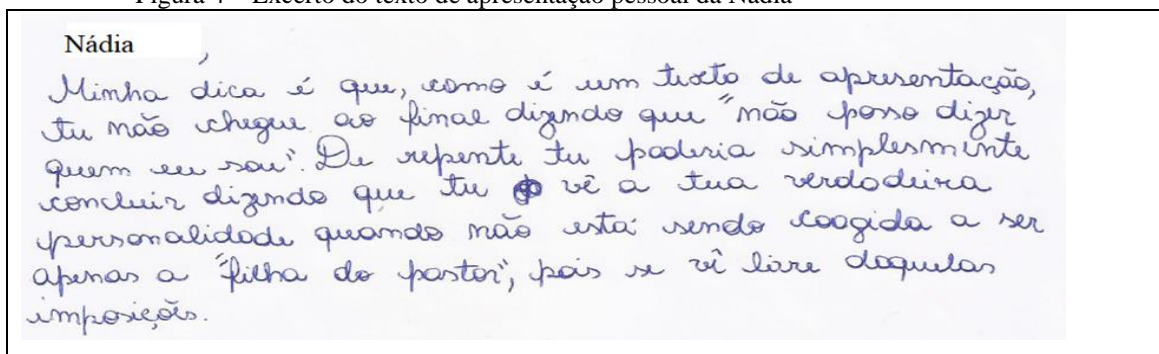 Figura 4 – Excerto do texto de apresentação pessoal da Nádia
Nádia ,
Minha dica é que, como é um texto de apresentação,
tu não chegue ao final dizendo que "não posso dizer
quem eu sou". De repente tu poderia simplesmente
concluir dizendo que tu vê a tua verdadeira
personalidade quando não está sendo coagida a ser
apenas a "filha do pastor", pois se vê livre daquelas
imposições.